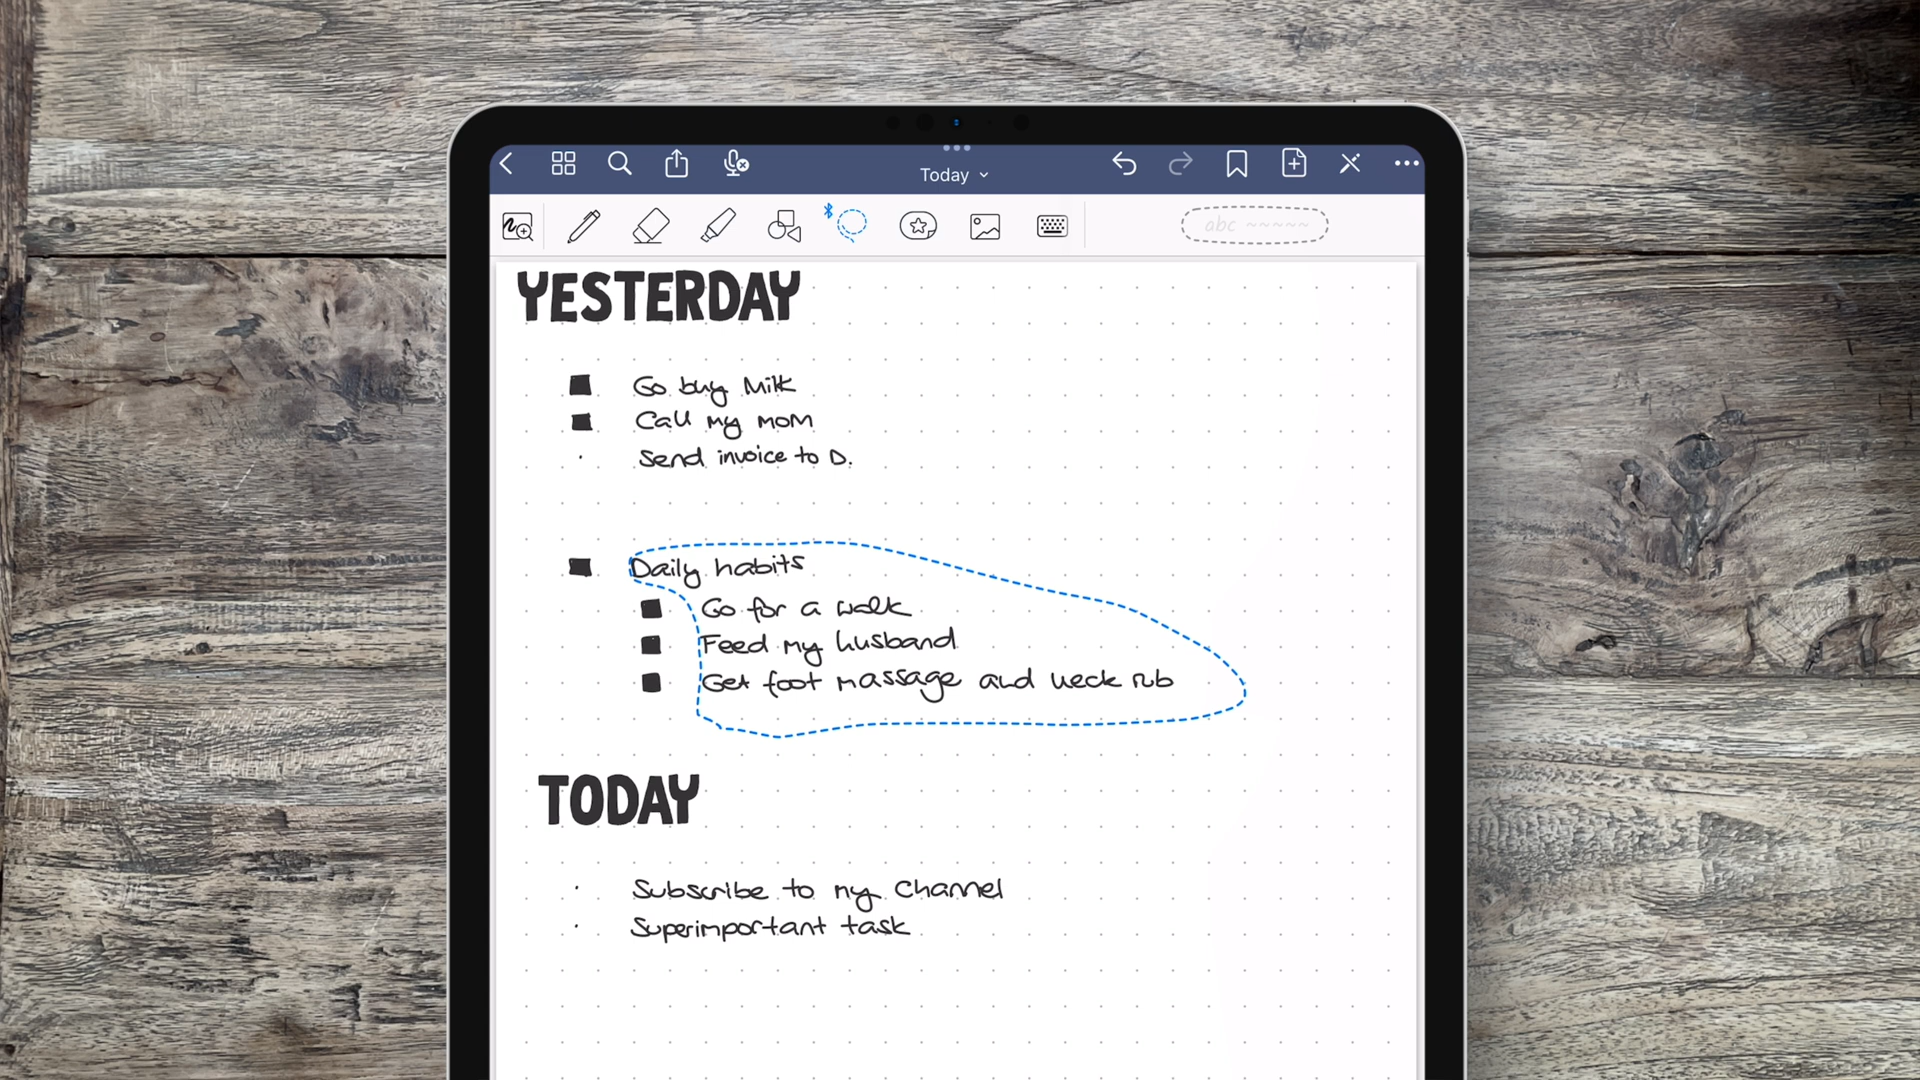 Today
abc
YESTERDAY
Go buy Milk
Call my mom
Send invoice to D.
Daily habits
Go for a walk
Feed my husband
Get foot massage and neck rub
TODAY
Subscribe to my Channel
Superimportant task